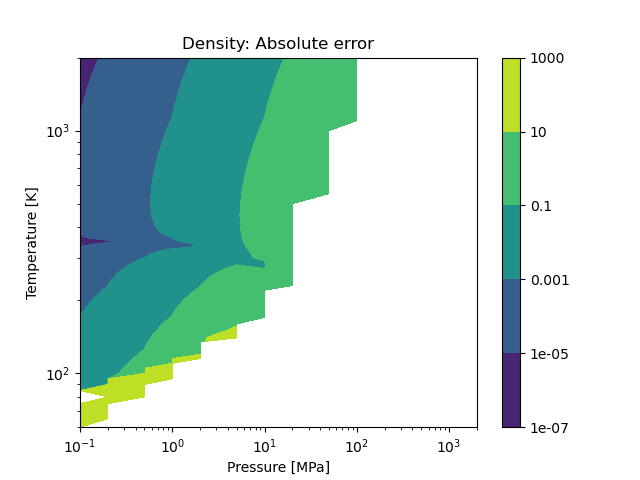 Density: Absolute error
Temperature [K]
10³
10²
10⁻¹
10⁰
10¹
10²
10³
Pressure [MPa]
1000
10
0.1
0.001
1e-05
1e-07